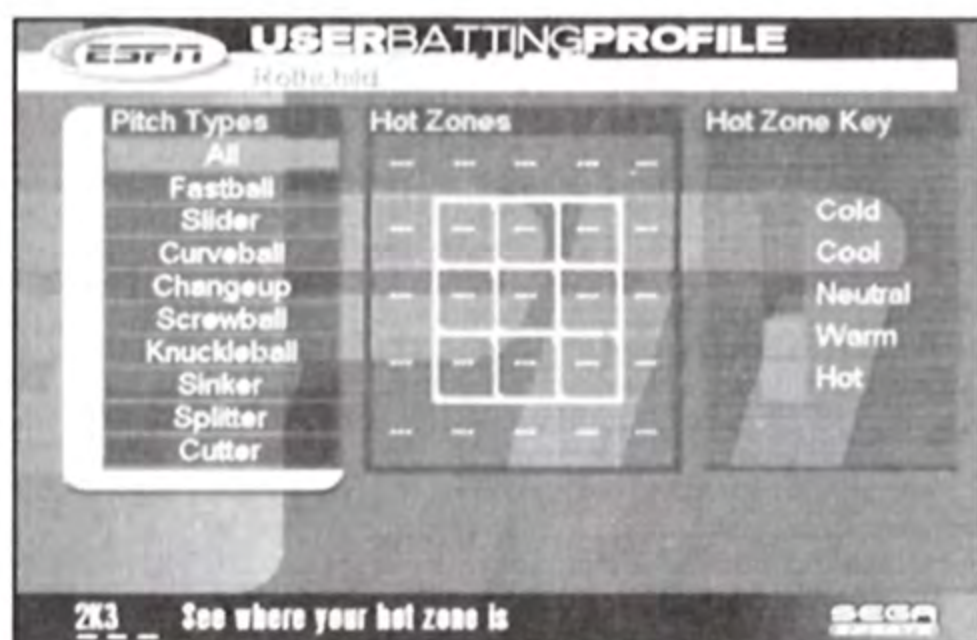 ESPN
USERBATTINGPROFILE
Rothchild
Pitch Types
All
Fastball
Slider
Curveball
Changeup
Screwball
Knuckleball
Sinker
Splitter
Cutter
Hot Zones
--- --- --- --- ---
--- --- --- --- ---
--- --- --- --- ---
--- --- --- --- ---
--- --- --- --- ---
Hot Zone Key
Cold
Cool
Neutral
Warm
Hot
2K3 See where your hot zone is
SEGA